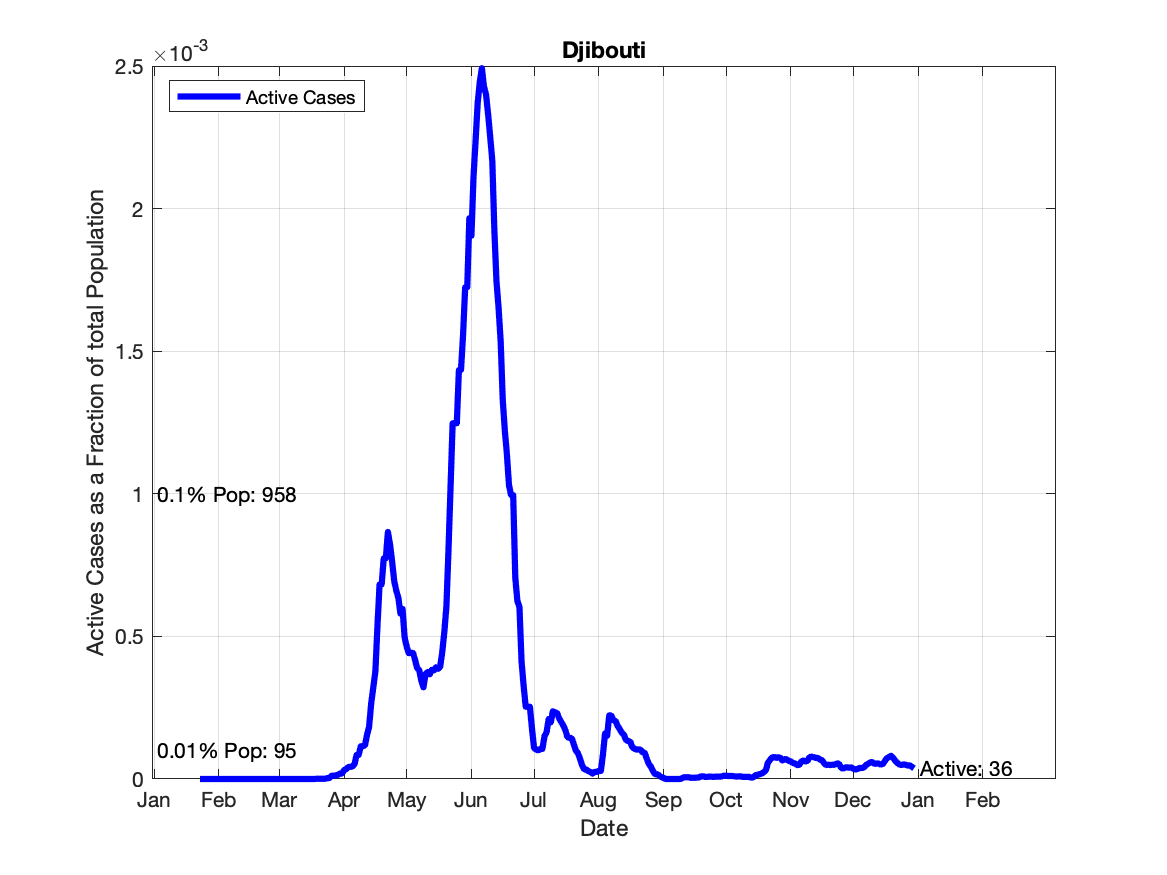 Djibouti
×10-3
2.5
2
1.5
1
0.5
0
Active Cases
0.1% Pop: 958
0.01% Pop: 95
Active: 36
Active Cases as a Fraction of total Population
Jan Feb Mar Apr May Jun Jul Aug Sep Oct Nov Dec Jan Feb
Date